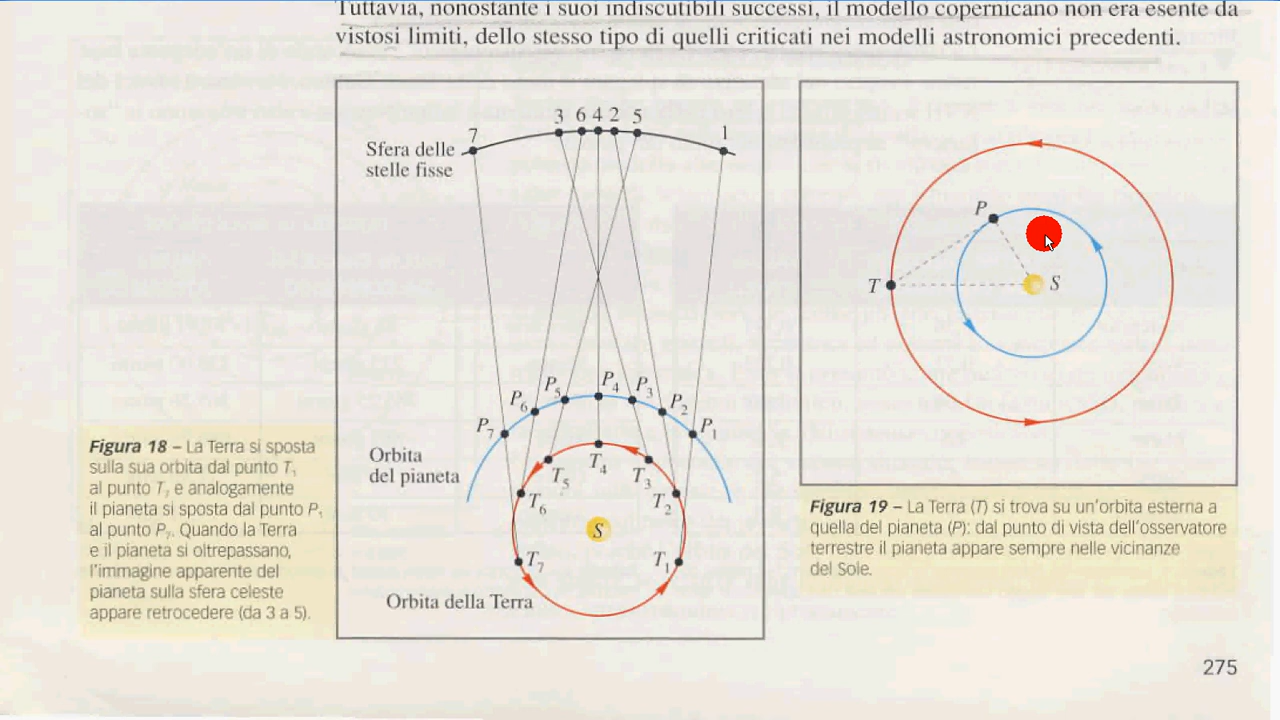 Tuttavia, nonostante i suoi indiscutibili successi, il modello copernicano non era esente da
vistosi limiti, dello stesso tipo di quelli criticati nei modelli astronomici precedenti.
7
3
6
4
2
5
1
Sfera delle
stelle fisse
P7
P6
P5
P4
P3
P2
P1
Orbita
del pianeta
T7
T6
T5
T4
T3
T2
T1
S
Orbita della Terra
Figura 18 – La Terra si sposta
sulla sua orbita dal punto T1
al punto T7 e analogamente
il pianeta si sposta dal punto P1
al punto P7. Quando la Terra
e il pianeta si oltrepassano,
l'immagine apparente del
pianeta sulla sfera celeste
appare retrocedere (da 3 a 5).
P
T
S
Figura 19 – La Terra (T) si trova su un'orbita esterna a
quella del pianeta (P): dal punto di vista dell'osservatore
terrestre il pianeta appare sempre nelle vicinanze
del Sole.
275